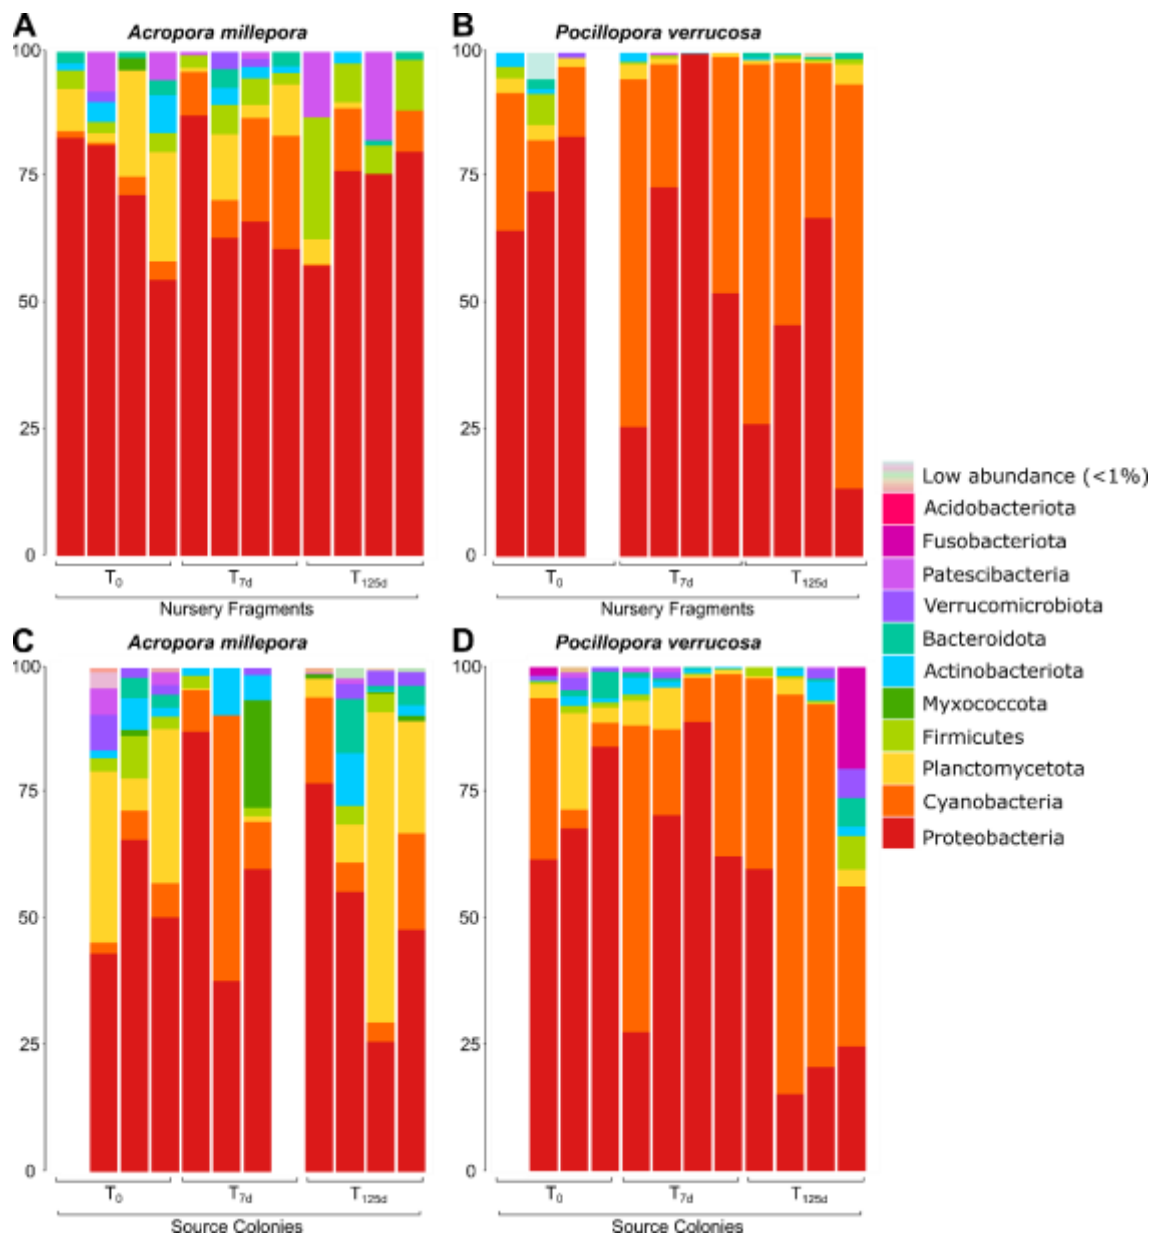 A
Acropora millepora
100
75
50
25
0
T0
T7d
T125d
Nursery Fragments
B
Pocillopora verrucosa
100
75
50
25
0
T0
T7d
T125d
Nursery Fragments
C
Acropora millepora
100
75
50
25
0
T0
T7d
T125d
Source Colonies
D
Pocillopora verrucosa
100
75
50
25
0
T0
T7d
T125d
Source Colonies
Low abundance (<1%)
Acidobacteriota
Fusobacteriota
Patescibacteria
Verrucomicrobiota
Bacteroidota
Actinobacteriota
Myxococcota
Firmicutes
Planctomycetota
Cyanobacteria
Proteobacteria